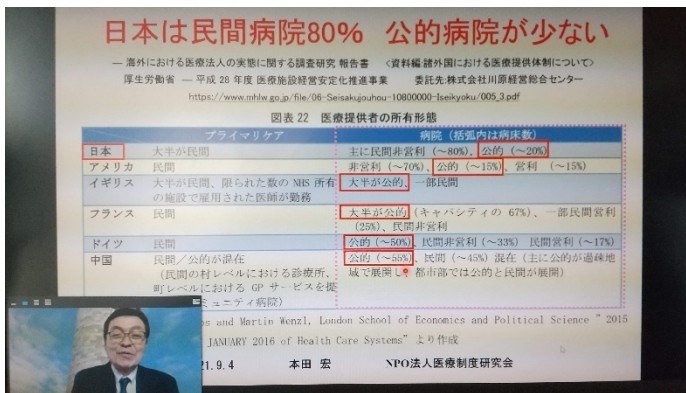 日本は民間病院80％　公的病院が少ない
― 海外における医療法人の実態に関する調査研究 報告書　〈資料編:諸外国における医療提供体制について〉
厚生労働省 ― 平成 28 年度 医療施設経営安定化推進事業　委託先:株式会社川原経営総合センター
https://www.mhlw.go.jp/file/06-Seisakujouhou-10800000-Iseikyoku/005_3.pdf
図表 22　医療提供者の所有形態
プライマリケア　病院（括弧内は病床数）
日本　大半が民間　主に民間非営利（～80%）、公的（～20%）
アメリカ　民間　非営利（～70%）、公的（～15%）、営利　（～15%）
イギリス　大半が民間、限られた数の NHS 所有　大半が公的、一部民間
の施設で雇用された医師が勤務
フランス　民間　大半が公的（キャパシティの 67%）、一部民間営利
（25%）、民間非営利
ドイツ　民間　公的（～50%）、民間非営利（～33%）　民間営利（～17%）
中国　民間／公的が混在　公的（～55%）、民間（～45%）混在（主に公的が過疎地
（民間の村レベルにおける診療所、　域で展開し、都市部では公的と民間が展開）
町レベルにおける GP サービスを提
ミュニティ病院）
and Martin Wenzl, London School of Economics and Political Science " 2015
JANUARY 2016 of Health Care Systems" より作成
21.9.4　本田 宏　NPO法人医療制度研究会